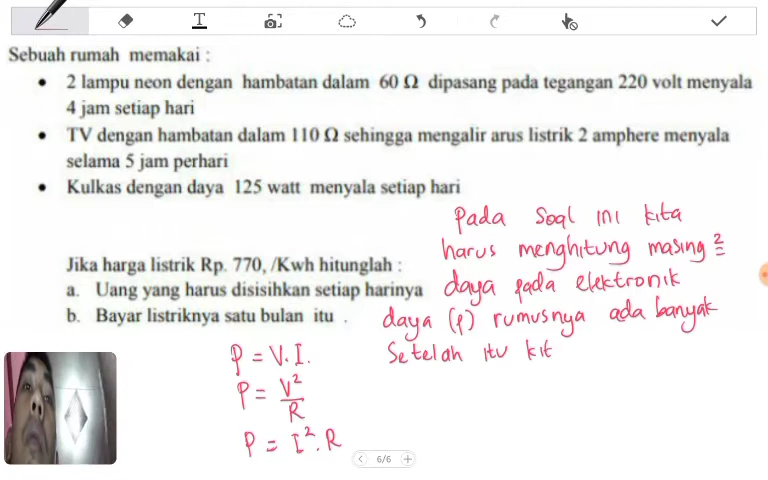 T
Sebuah rumah memakai :
• 2 lampu neon dengan hambatan dalam 60 Ω dipasang pada tegangan 220 volt menyala
4 jam setiap hari
• TV dengan hambatan dalam 110 Ω sehingga mengalir arus listrik 2 amphere menyala
selama 5 jam perhari
• Kulkas dengan daya 125 watt menyala setiap hari
Jika harga listrik Rp. 770, /Kwh hitunglah :
a. Uang yang harus disisihkan setiap harinya
b. Bayar listriknya satu bulan itu .
Pada Soal ini kita
harus menghitung masing 2
daya pada elektronik
daya (P) rumusnya ada banyak
Setelah itu kit
P = V.I.
P = V²/R
P = I².R
6/6